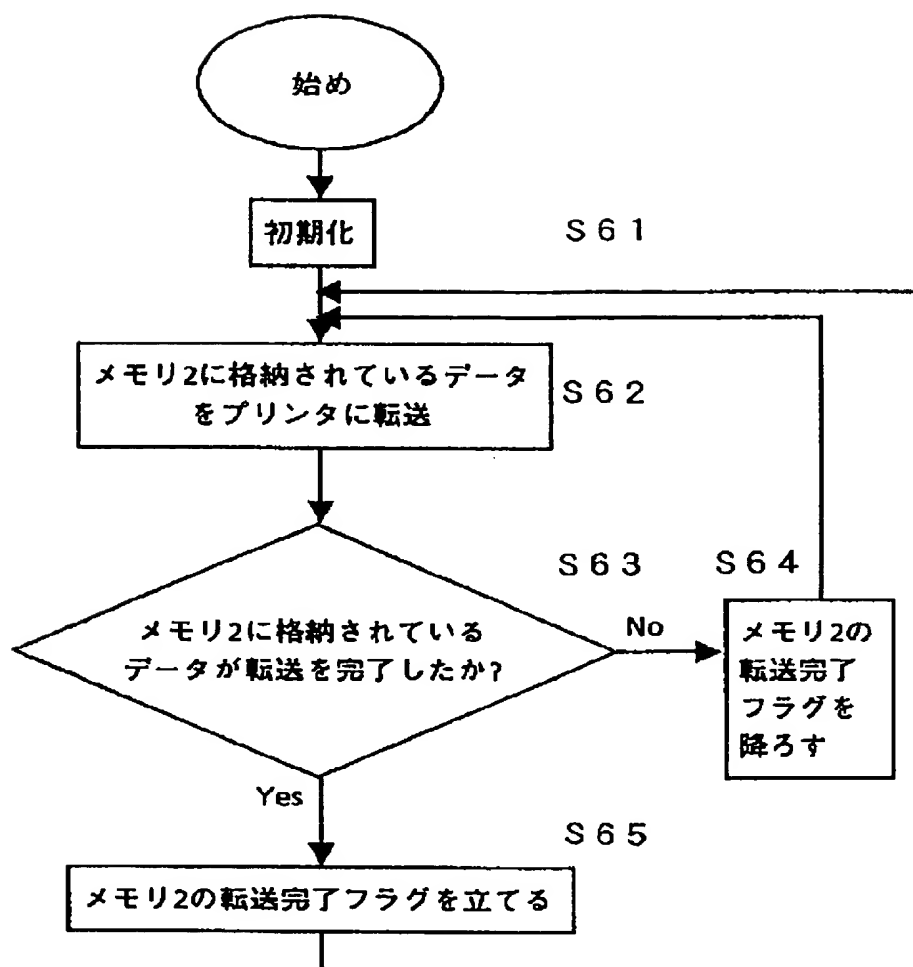 始め
初期化
S61
メモリ2に格納されているデータ
をプリンタに転送
S62
メモリ2に格納されている
データが転送を完了したか?
S63
No
S64
メモリ2の
転送完了
フラグを
降ろす
Yes
S65
メモリ2の転送完了フラグを立てる